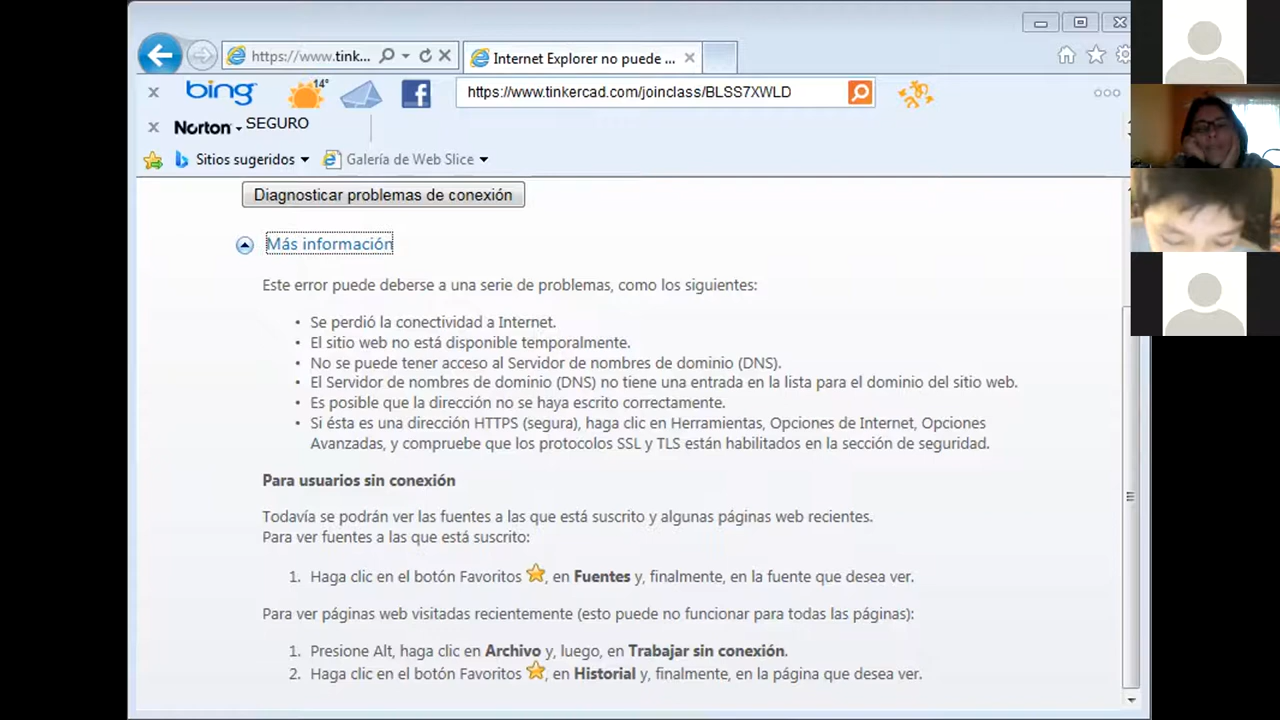 https://www.tink...
Internet Explorer no puede ...
bing
14°
https://www.tinkercad.com/joinclass/BLSS7XWLD
Norton SEGURO
Sitios sugeridos
Galería de Web Slice
Diagnosticar problemas de conexión
Más información
Este error puede deberse a una serie de problemas, como los siguientes:
• Se perdió la conectividad a Internet.
• El sitio web no está disponible temporalmente.
• No se puede tener acceso al Servidor de nombres de dominio (DNS).
• El Servidor de nombres de dominio (DNS) no tiene una entrada en la lista para el dominio del sitio web.
• Es posible que la dirección no se haya escrito correctamente.
• Si ésta es una dirección HTTPS (segura), haga clic en Herramientas, Opciones de Internet, Opciones
Avanzadas, y compruebe que los protocolos SSL y TLS están habilitados en la sección de seguridad.
Para usuarios sin conexión
Todavía se podrán ver las fuentes a las que está suscrito y algunas páginas web recientes.
Para ver fuentes a las que está suscrito:
1. Haga clic en el botón Favoritos , en Fuentes y, finalmente, en la fuente que desea ver.
Para ver páginas web visitadas recientemente (esto puede no funcionar para todas las páginas):
1. Presione Alt, haga clic en Archivo y, luego, en Trabajar sin conexión.
2. Haga clic en el botón Favoritos , en Historial y, finalmente, en la página que desea ver.